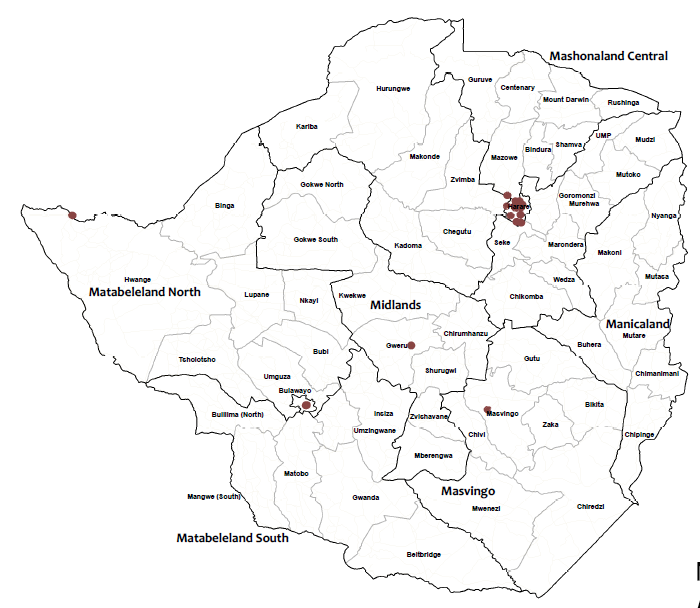 Mashonaland Central
Guruve
Hurungwe
Centenary
Mount Darwin
Rushinga
Kariba
UMP
Mudzi
Shamva
Bindura
Makonde
Mazowe
Mutoko
Zvimba
Gokwe North
Goromonzi
Murehwa
Binga
Harare
Nyanga
Chegutu
Gokwe South
Kadoma
Seke
Marondera
Makoni
Hwange
Matabeleland North
Wedza
Mutasa
Lupane
Nkayi
Kwekwe
Chikomba
Midlands
Manicaland
Mutare
Chirumhanzu
Gweru
Buhera
Bubi
Tcholotsho
Gutu
Shurugwi
Chimanimani
Umguza
Bulawayo
Bikita
Bulilima (North)
Insiza
Zvishavane
Masvingo
Zaka
Umzingwane
Chivi
Chipinge
Mberengwa
Matobo
Masvingo
Mangwe (South)
Gwanda
Mwenezi
Chiredzi
Matabeleland South
Beitbridge